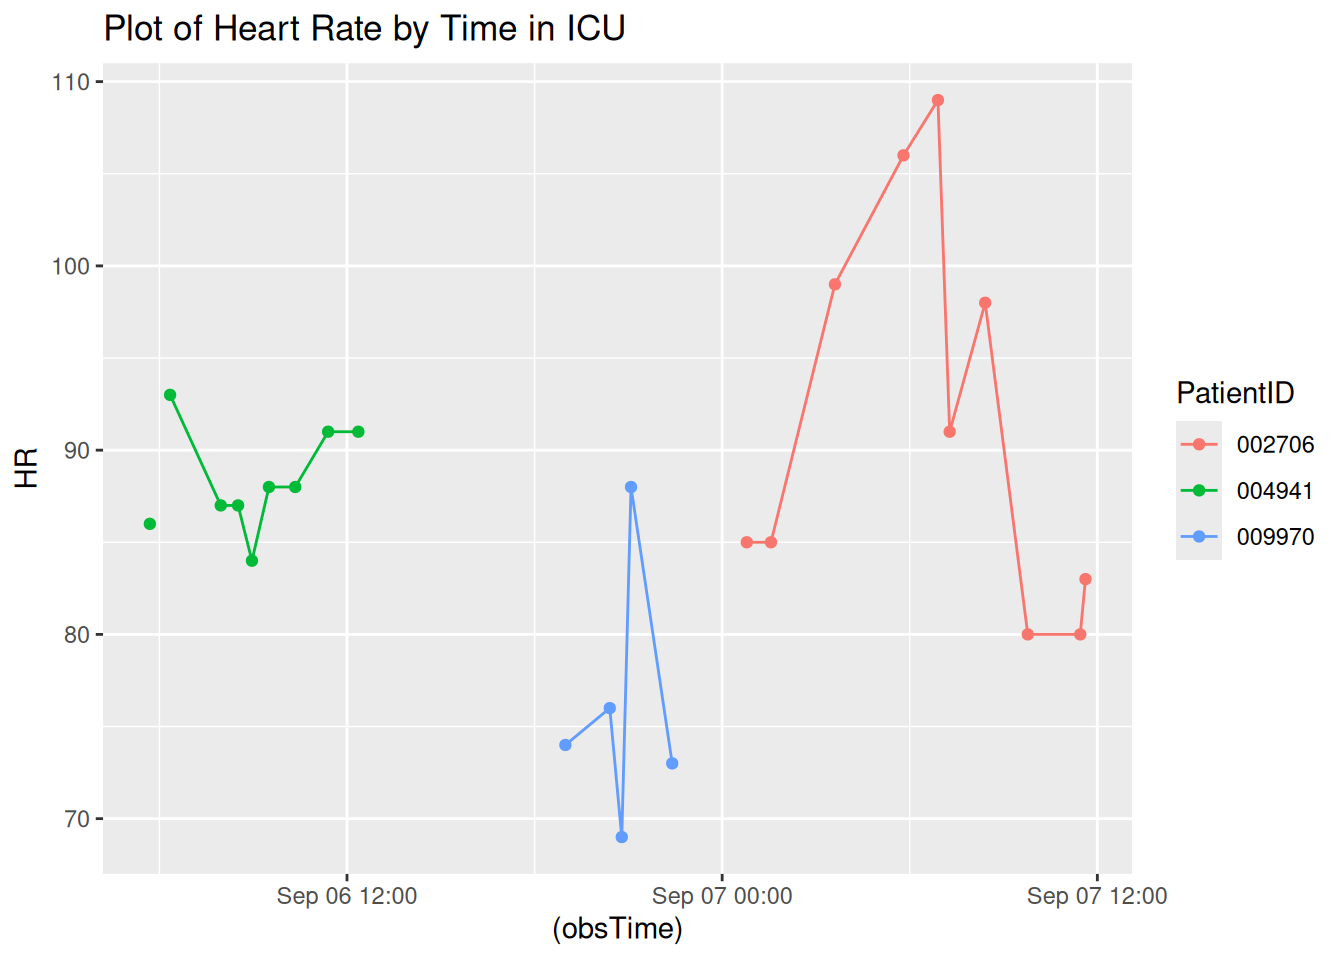 Plot of Heart Rate by Time in ICU
110
100
90
80
70
HR
Sep 06 12:00
Sep 07 00:00
Sep 07 12:00
(obsTime)
PatientID
002706
004941
009970